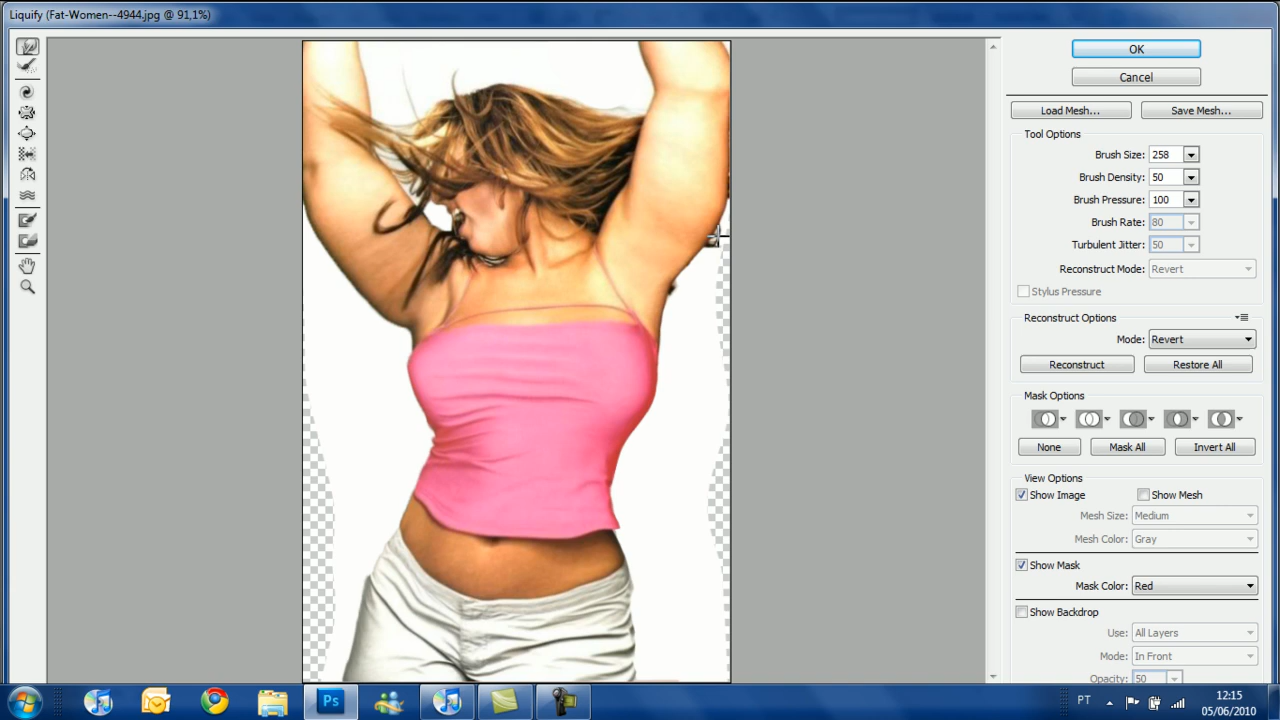 Liquify (Fat-Women--4944.jpg @ 91,1%)
OK
Cancel
Load Mesh... Save Mesh...
Tool Options
Brush Size: 258
Brush Density: 50
Brush Pressure: 100
Brush Rate: 80
Turbulent Jitter: 50
Reconstruct Mode: Revert
Stylus Pressure
Reconstruct Options
Mode: Revert
Reconstruct Restore All
Mask Options
None Mask All Invert All
View Options
Show Image Show Mesh
Mesh Size: Medium
Mesh Color: Gray
Show Mask
Mask Color: Red
Show Backdrop
Use: All Layers
Mode: In Front
Opacity: 50
Ps
PT
12:15
05/06/2010